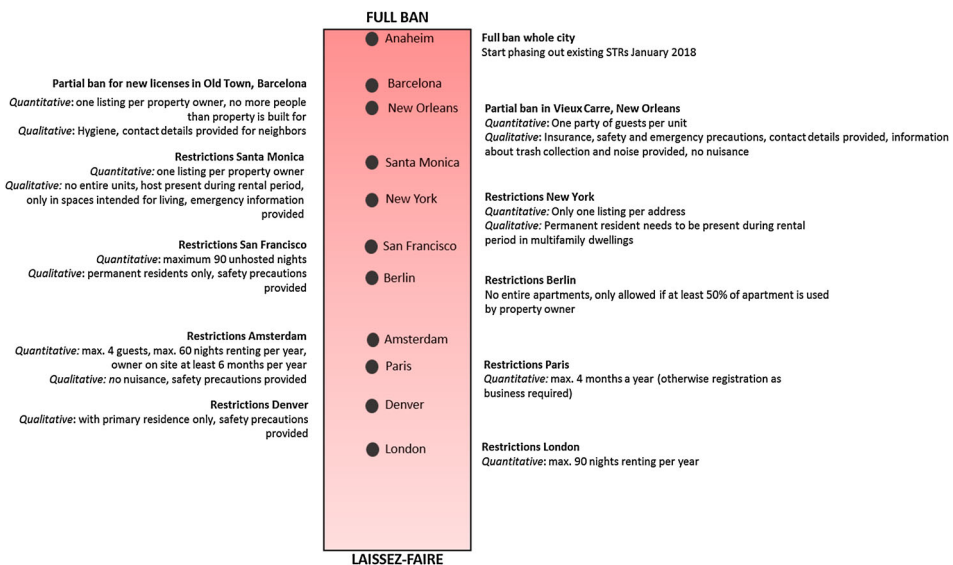 FULL BAN
Anaheim
Full ban whole city
Start phasing out existing STRs January 2018
Partial ban for new licenses in Old Town, Barcelona
Quantitative: one listing per property owner, no more people
than property is built for
Qualitative: Hygiene, contact details provided for neighbors
Barcelona
New Orleans
Partial ban in Vieux Carre, New Orleans
Quantitative: One party of guests per unit
Qualitative: Insurance, safety and emergency precautions, contact details provided, information
about trash collection and noise provided, no nuisance
Restrictions Santa Monica
Quantitative: one listing per property owner
Qualitative: no entire units, host present during rental period,
only in spaces intended for living, emergency information
provided
Santa Monica
New York
Restrictions New York
Quantitative: Only one listing per address
Qualitative: Permanent resident needs to be present during rental
period in multifamily dwellings
Restrictions San Francisco
Quantitative: maximum 90 unhosted nights
Qualitative: permanent residents only, safety precautions
provided
San Francisco
Berlin
Restrictions Berlin
No entire apartments, only allowed if at least 50% of apartment is used
by property owner
Restrictions Amsterdam
Quantitative: max. 4 guests, max. 60 nights renting per year,
owner on site at least 6 months per year
Qualitative: no nuisance, safety precautions provided
Amsterdam
Paris
Restrictions Paris
Quantitative: max. 4 months a year (otherwise registration as
business required)
Restrictions Denver
Qualitative: with primary residence only, safety precautions
provided
Denver
London
Restrictions London
Quantitative: max. 90 nights renting per year
LAISSEZ-FAIRE